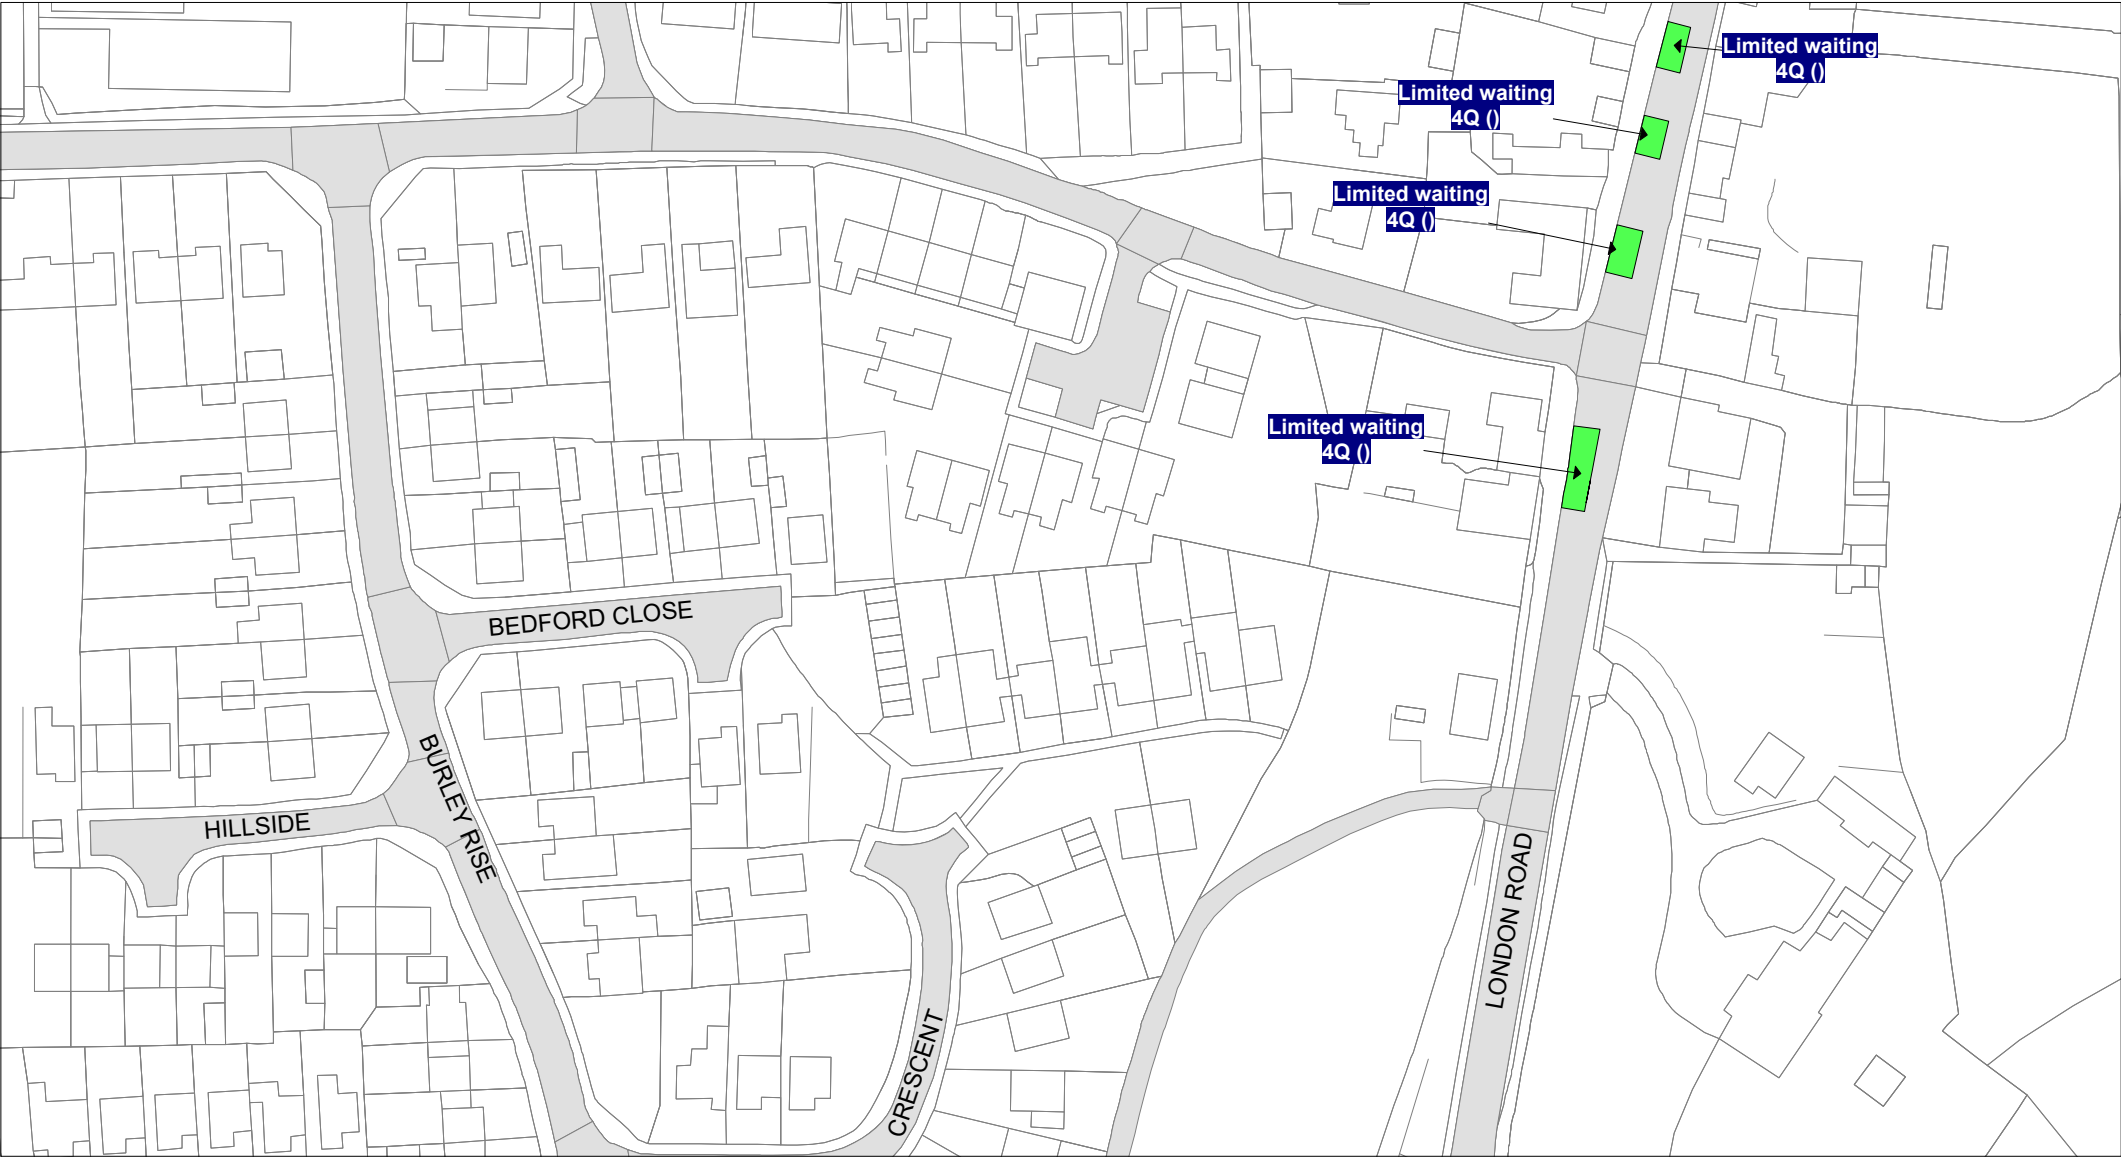 Limited waiting
4Q ()
Limited waiting
4Q ()
Limited waiting
4Q ()
Limited waiting
4Q ()
BEDFORD CLOSE
BURLEY RISE
HILLSIDE
LONDON ROAD
CRESCENT